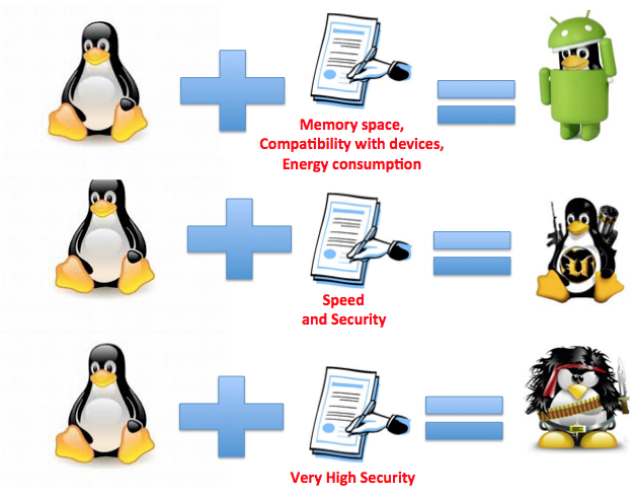 Memory space,
Compatibility with devices,
Energy consumption
Speed
and Security
Very High Security